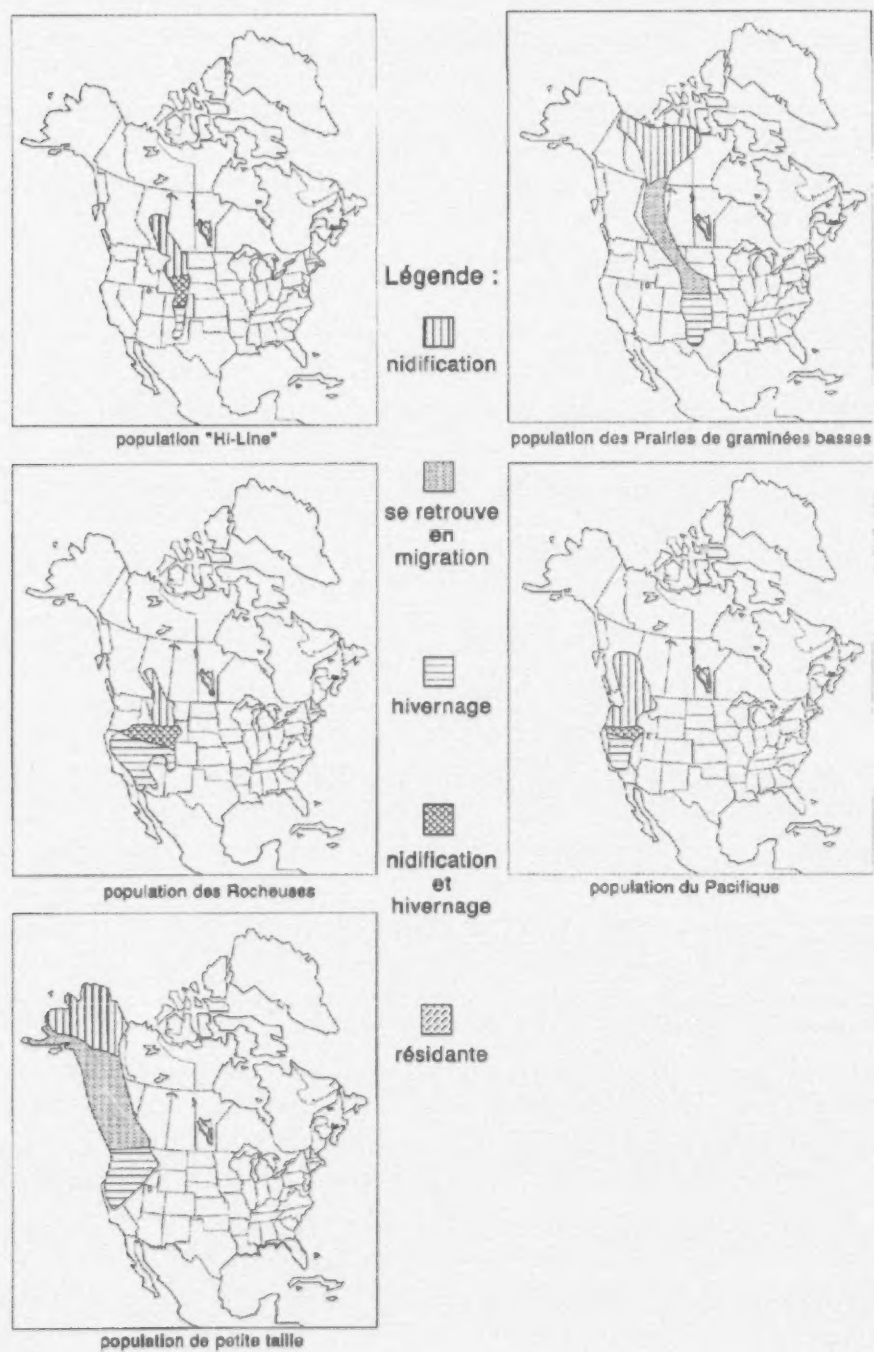 population "Hi-Line"
population des Prairies de graminées basses
Légende :
nidification
se retrouve
en
migration
hivernage
nidification
et
hivernage
résidante
population des Rocheuses
population du Pacifique
population de petite taille